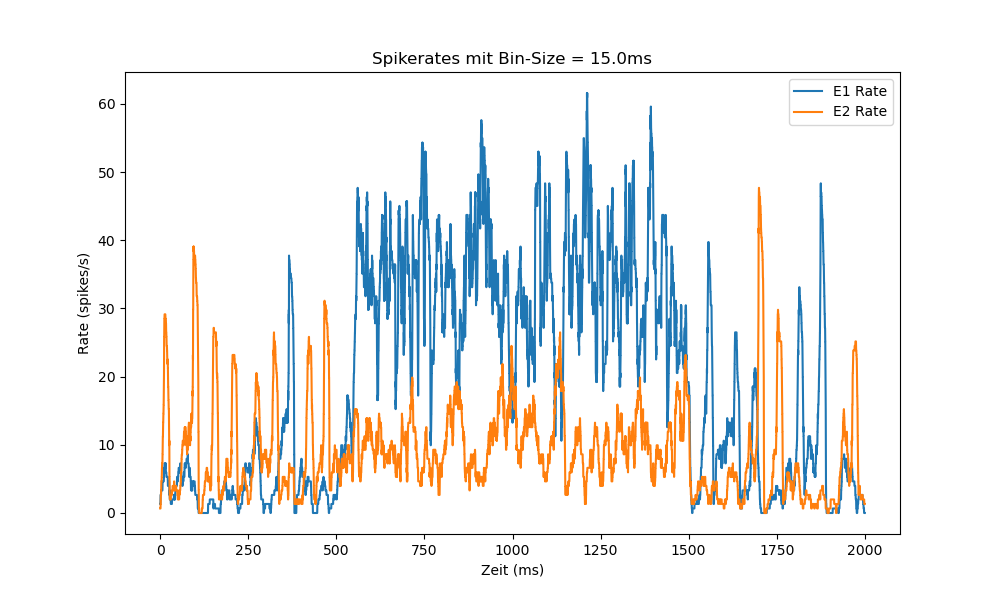 Spikerates mit Bin-Size = 15.0ms
E1 Rate
E2 Rate
60
50
40
30
20
10
0
Rate (spikes/s)
0 250 500 750 1000 1250 1500 1750 2000
Zeit (ms)